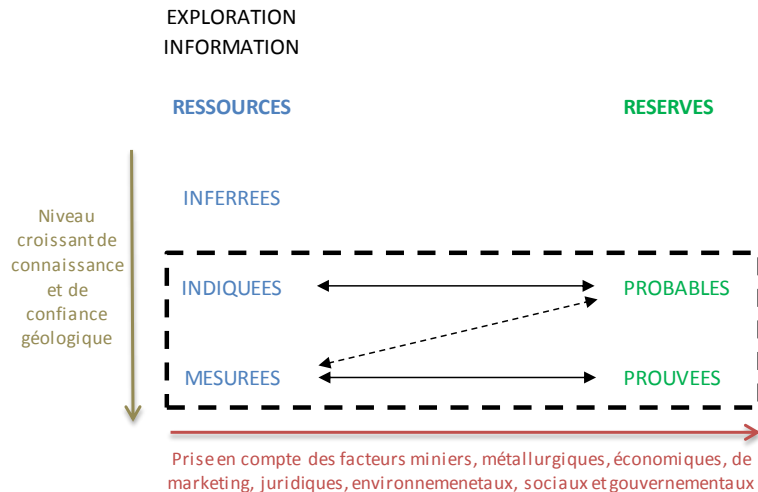 EXPLORATION
INFORMATION
RESSOURCES
RESERVES
INFERREES
Niveau
croissant de
connaissance
et de
confiance
géologique
INDIQUEES
PROBABLES
MESUREES
PROUVEES
Prise en compte des facteurs miniers, métallurgiques, économiques, de
marketing, juridiques, environnemenetaux, sociaux et gouvernementaux